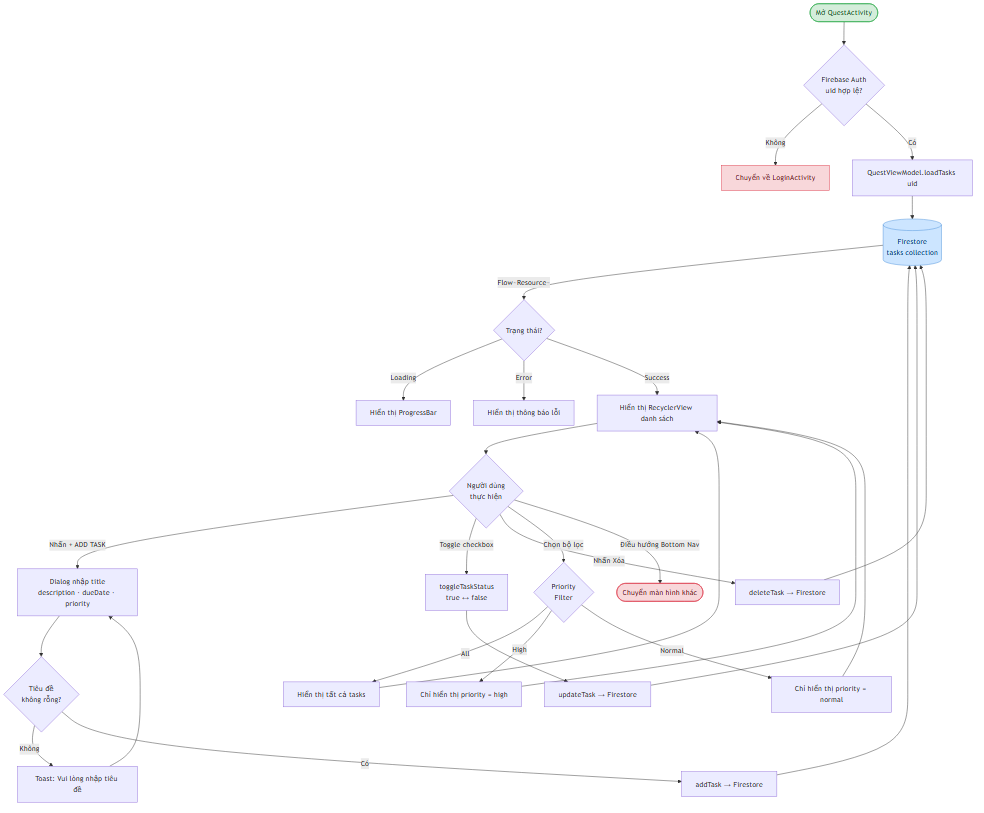 Mở QuestActivity
Firebase Auth
uid hợp lệ?
Không
Có
Chuyển về LoginActivity
QuestViewModel.loadTasks
uid
Firestore
tasks collection
Flow~Resource~
Trạng thái?
Loading
Error
Success
Hiển thị ProgressBar
Hiển thị thông báo lỗi
Hiển thị RecyclerView
danh sách
Người dùng
thực hiện
Nhấn + ADD TASK
Toggle checkbox
Chọn bộ lọc
Điều hướng Bottom Nav
Nhấn Xóa
Dialog nhập title
description · dueDate ·
priority
toggleTaskStatus
true ↔ false
Priority
Filter
Chuyển màn hình khác
deleteTask → Firestore
All
High
Normal
Tiêu đề
không rỗng?
Hiển thị tất cả tasks
Chỉ hiển thị priority = high
updateTask → Firestore
Chỉ hiển thị priority =
normal
Không
Có
Toast: Vui lòng nhập tiêu
đề
addTask → Firestore